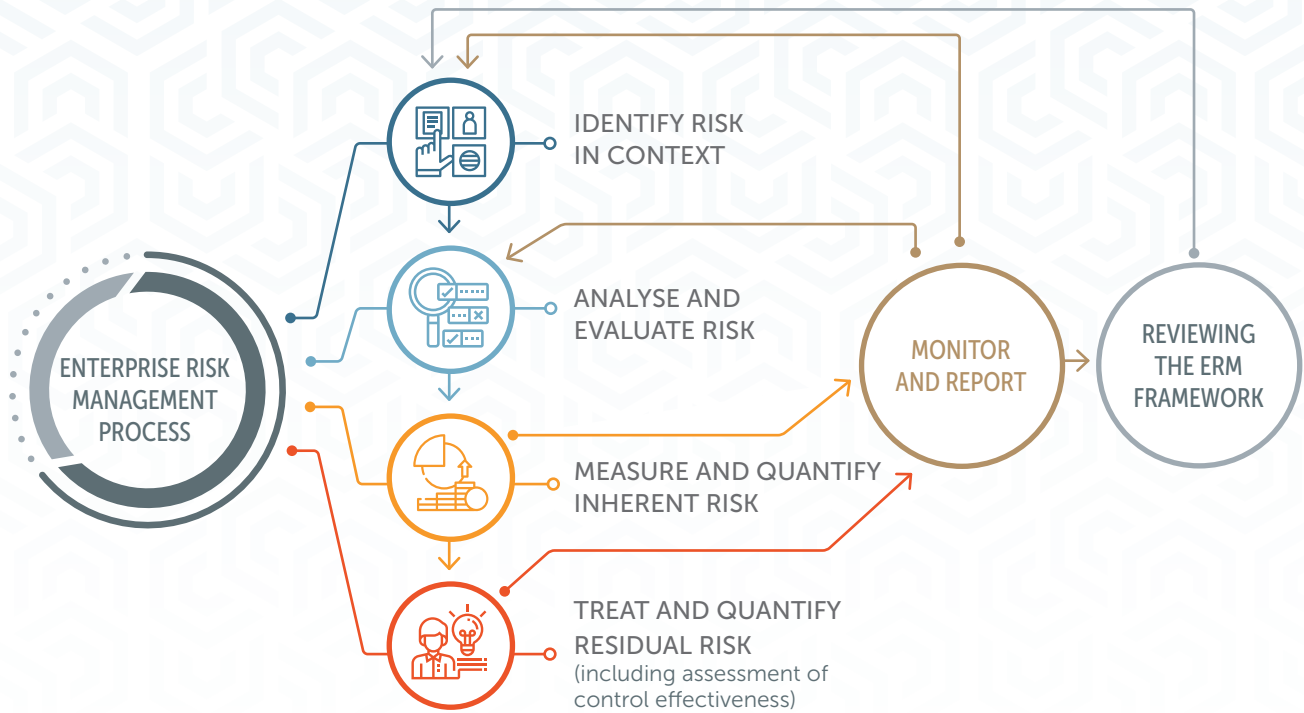 IDENTIFY RISK
IN CONTEXT
ANALYSE AND
EVALUATE RISK
ENTERPRISE RISK
MANAGEMENT
PROCESS
MONITOR
AND REPORT
REVIEWING
THE ERM
FRAMEWORK
MEASURE AND QUANTIFY
INHERENT RISK
TREAT AND QUANTIFY
RESIDUAL RISK
(including assessment of
control effectiveness)